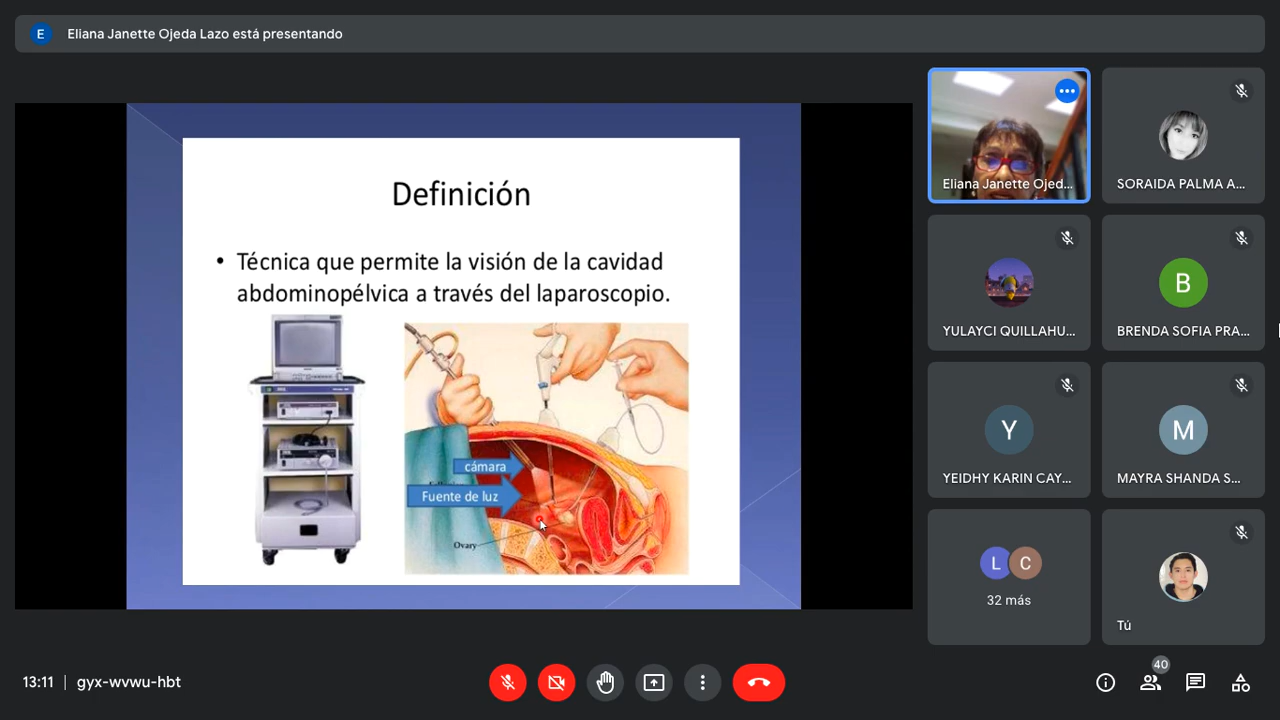 E
Eliana Janette Ojeda Lazo está presentando
Definición
• Técnica que permite la visión de la cavidad
abdominopélvica a través del laparoscopio.
cámara
Fuente de luz
Ovary
Eliana Janette Ojed...
SORAIDA PALMA A...
YULAYCI QUILLAHU...
B
BRENDA SOFIA PRA...
Y
YEIDHY KARIN CAY...
M
MAYRA SHANDA S...
L
C
32 más
Tú
13:11 | gyx-wvwu-hbt
40